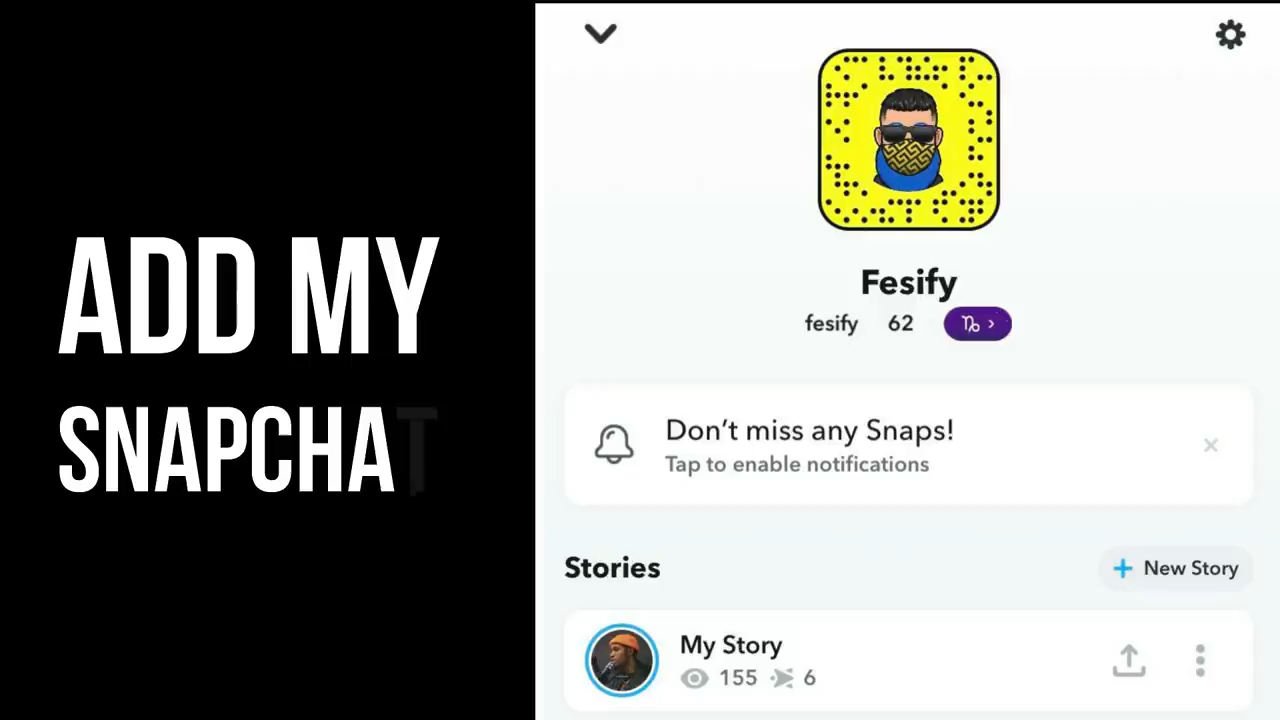 ADD MY
SNAPCHAT
Fesify
fesify 62
Don't miss any Snaps!
Tap to enable notifications
Stories
+ New Story
My Story
155 6